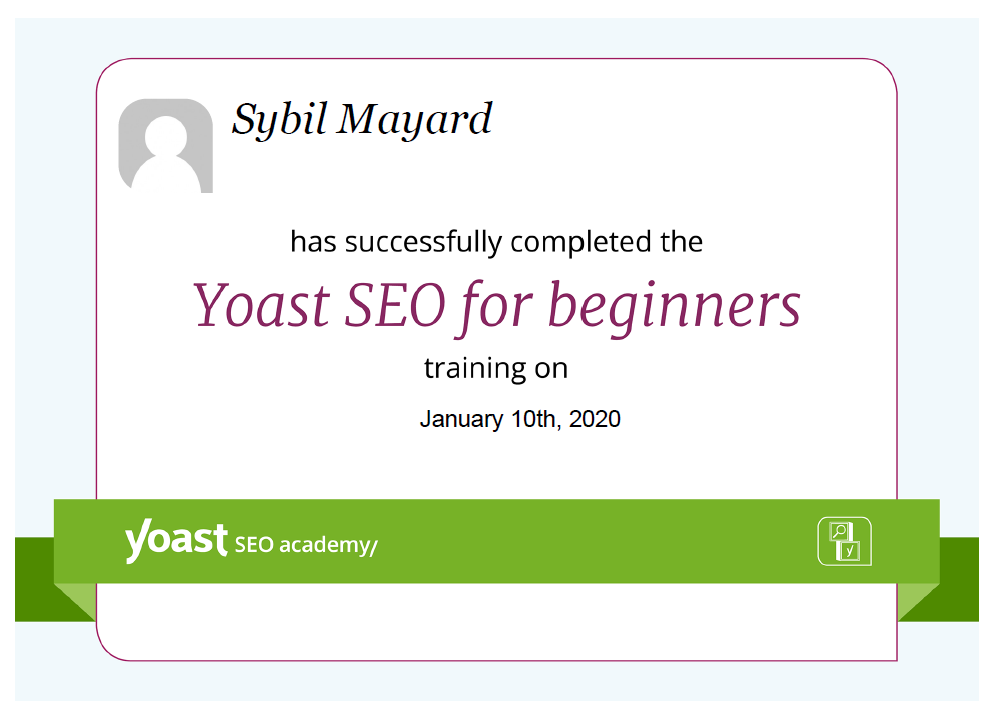 Sybil Mayard
has successfully completed the
Yoast SEO for beginners
training on
January 10th, 2020
yoast SEO academy/
y